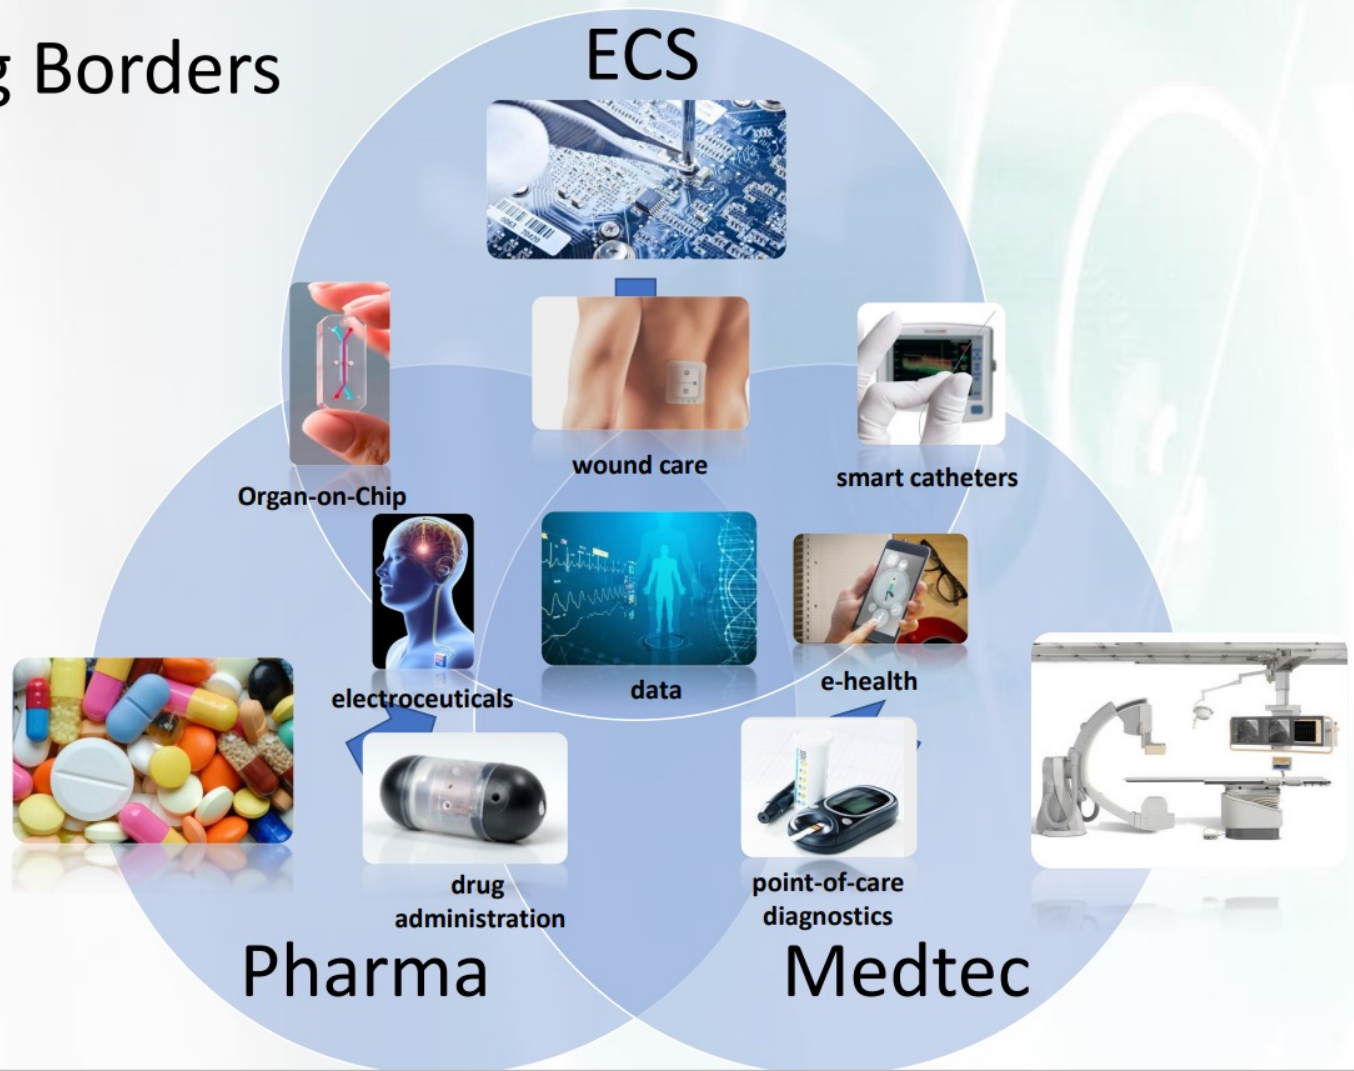 g Borders
ECS
wound care
smart catheters
Organ-on-Chip
electroceuticals
data
e-health
drug
administration
point-of-care
diagnostics
Pharma
Medtec